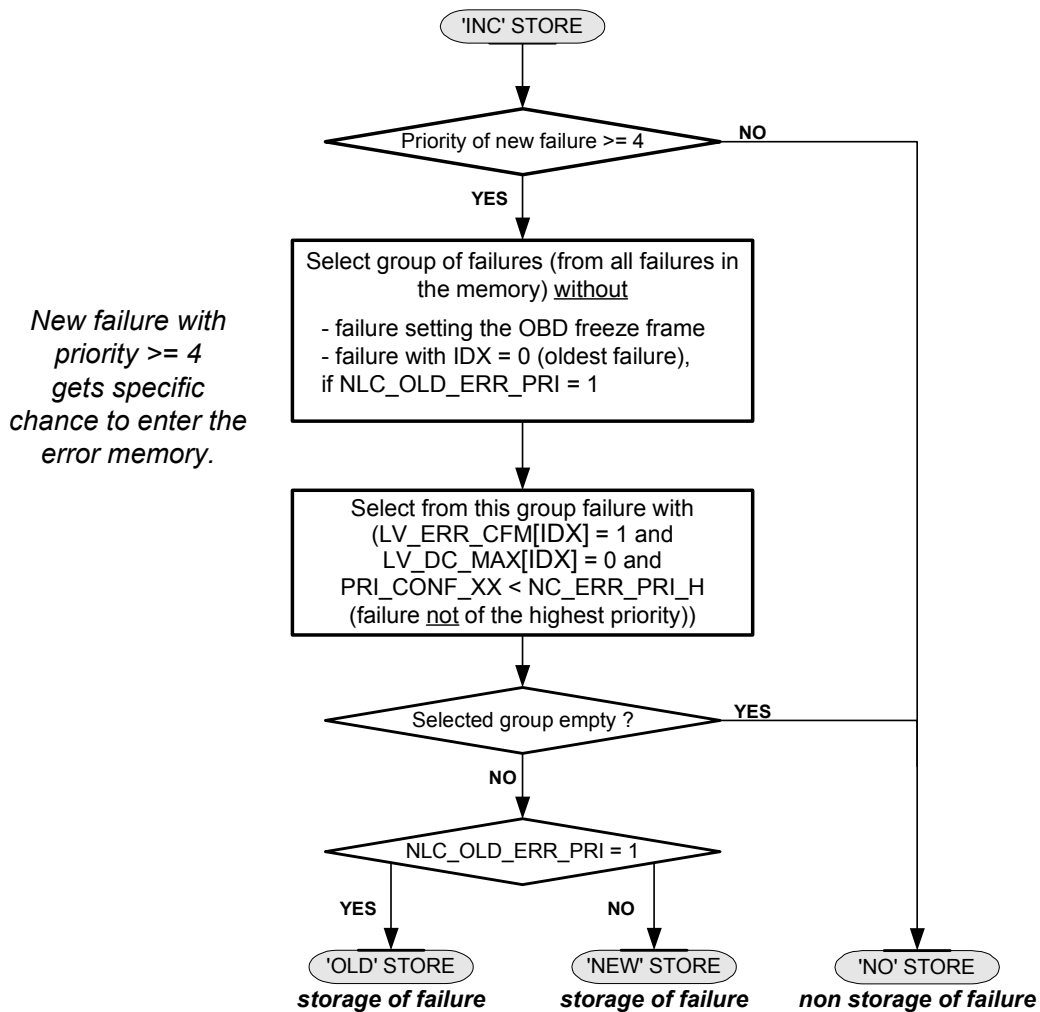 'INC' STORE
Priority of new failure >= 4
NO
YES
Select group of failures (from all failures in
the memory) without
- failure setting the OBD freeze frame
- failure with IDX = 0 (oldest failure),
if NLC_OLD_ERR_PRI = 1
New failure with
priority >= 4
gets specific
chance to enter the
error memory.
Select from this group failure with
(LV_ERR_CFM[IDX] = 1 and
LV_DC_MAX[IDX] = 0 and
PRI_CONF_XX < NC_ERR_PRI_H
(failure not of the highest priority))
Selected group empty ?
YES
NO
NLC_OLD_ERR_PRI = 1
YES
NO
'OLD' STORE
'NEW' STORE
'NO' STORE
storage of failure
storage of failure
non storage of failure